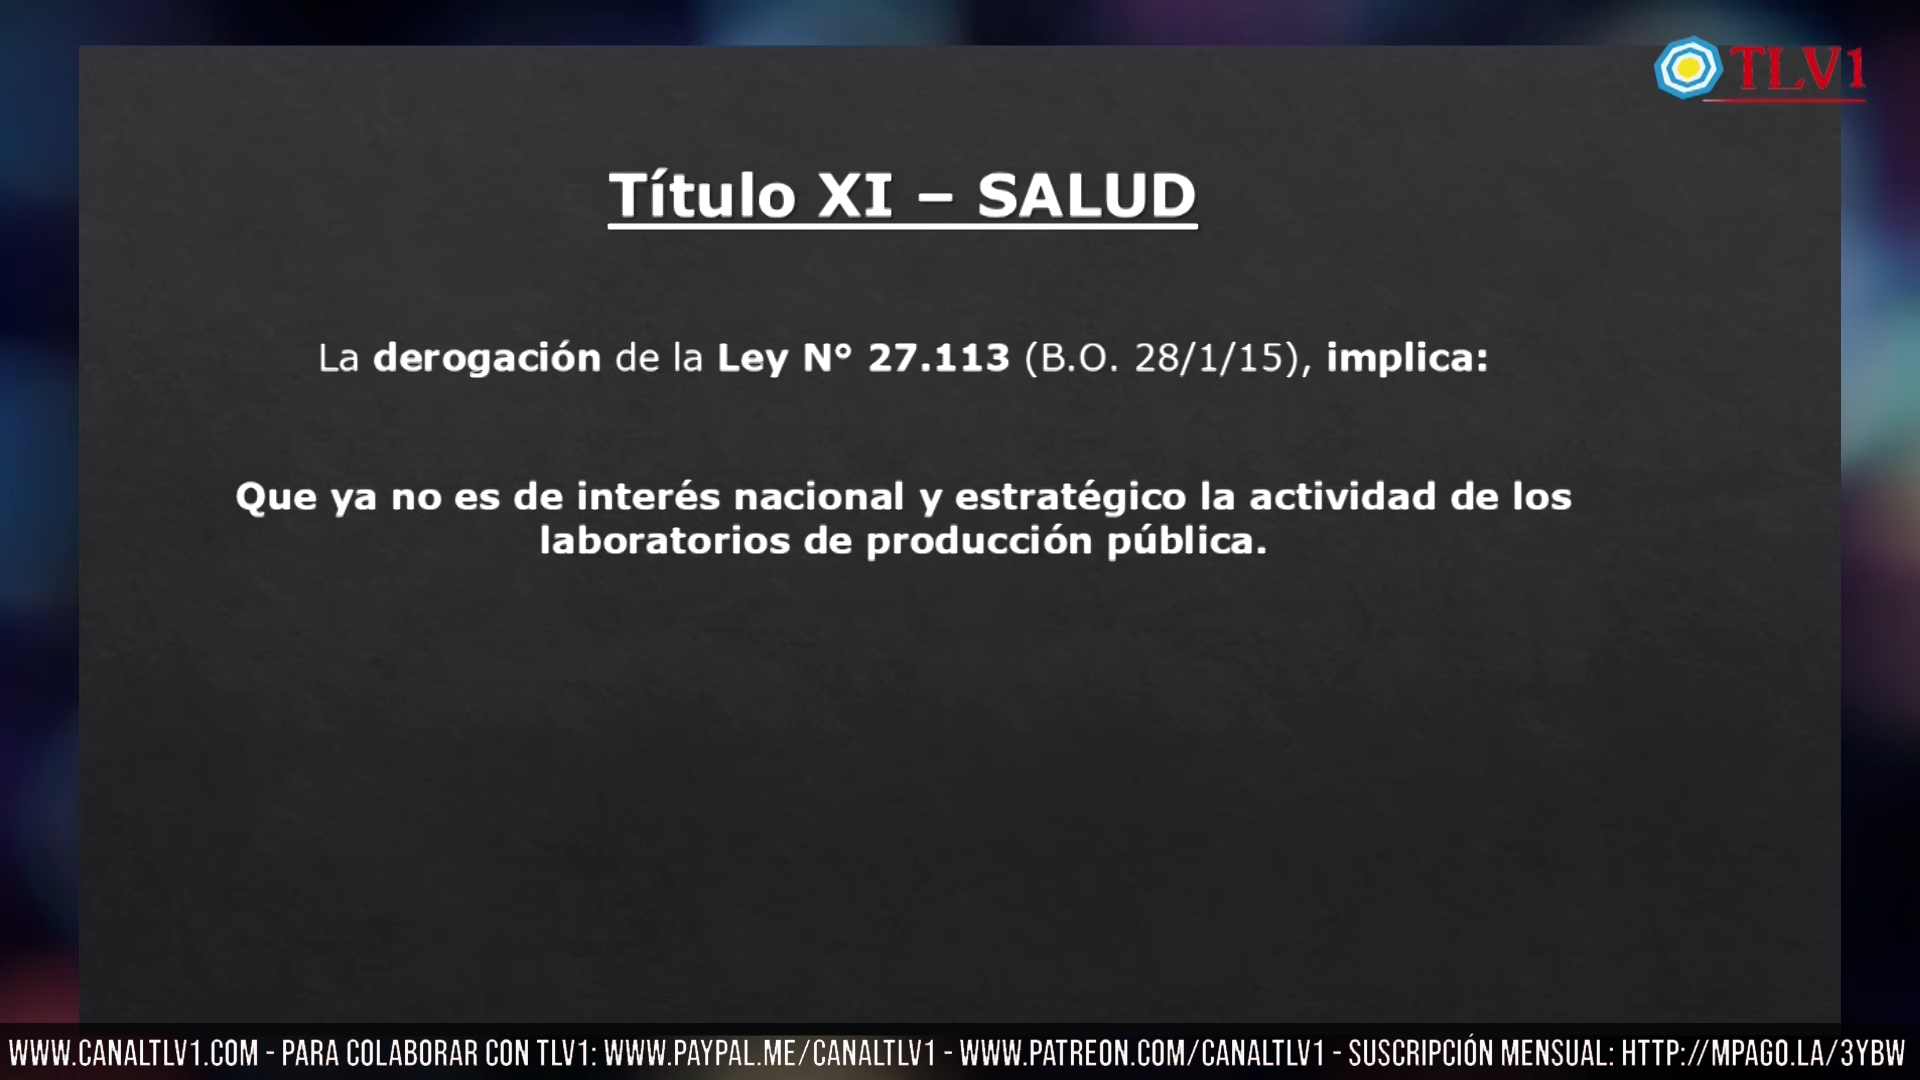 TLV1
Título XI – SALUD
La derogación de la Ley N° 27.113 (B.O. 28/1/15), implica:
Que ya no es de interés nacional y estratégico la actividad de los
laboratorios de producción pública.
WWW.CANALTLV1.COM - PARA COLABORAR CON TLV1: WWW.PAYPAL.ME/CANALTLV1 - WWW.PATREON.COM/CANALTLV1 - SUSCRIPCIÓN MENSUAL: HTTP://MPAGO.LA/3YBW